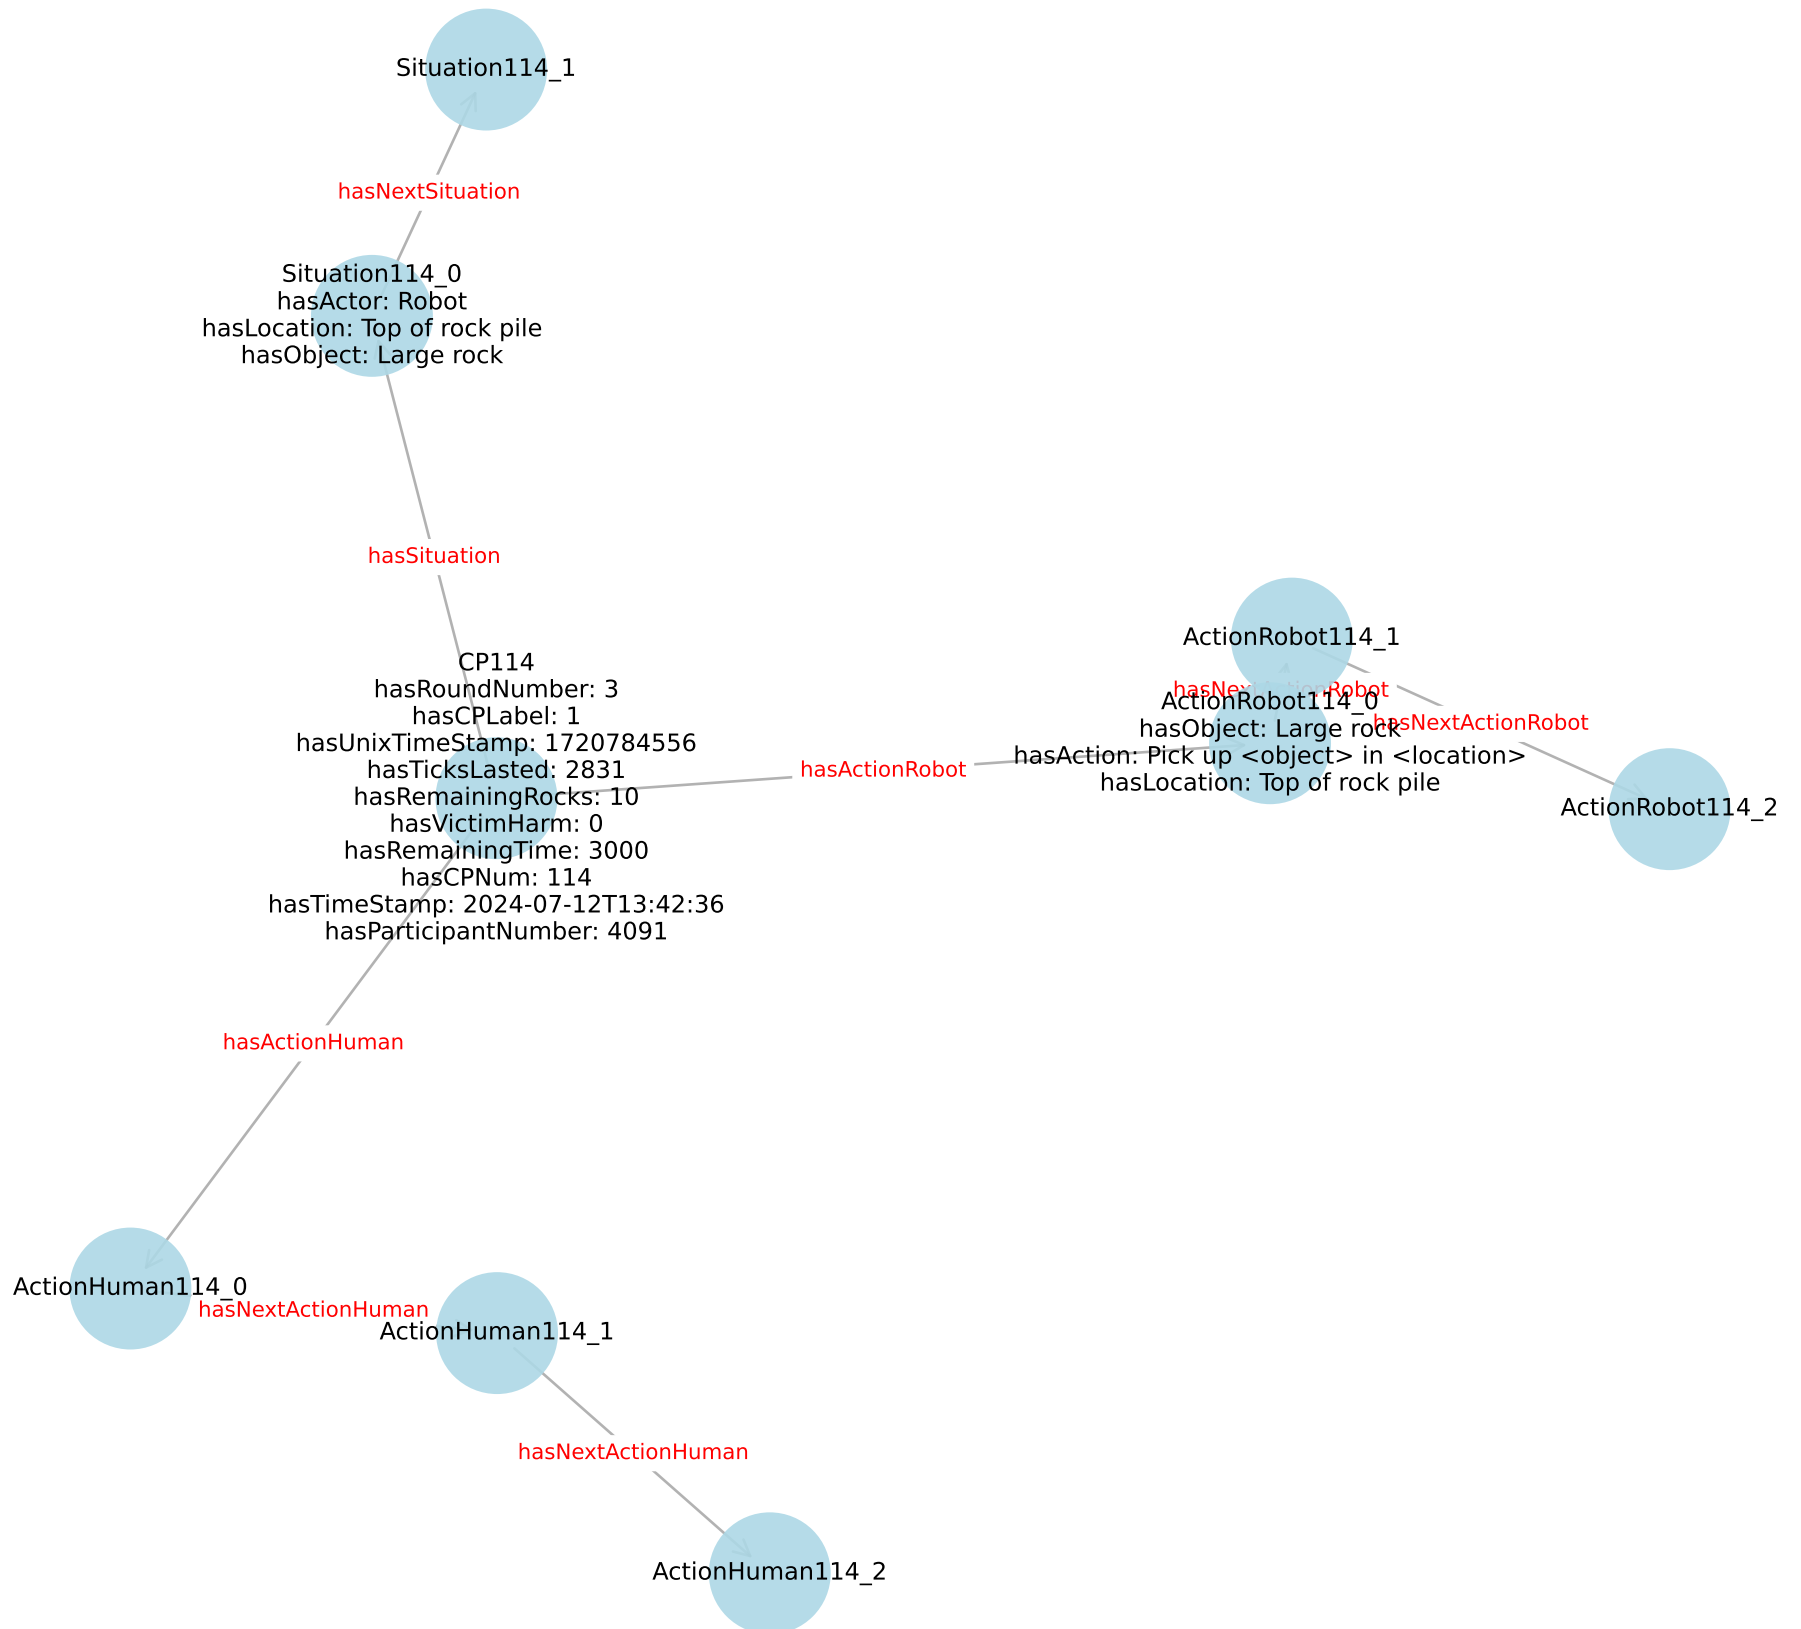 Situation114_1
hasNextSituation
Situation114_0
hasActor: Robot
hasLocation: Top of rock pile
hasObject: Large rock
hasSituation
CP114
hasRoundNumber: 3
hasCPLabel: 1
hasUnixTimeStamp: 1720784556
hasTicksLasted: 2831
hasRemainingRocks: 10
hasVictimHarm: 0
hasRemainingTime: 3000
hasCPNum: 114
hasTimeStamp: 2024-07-12T13:42:36
hasParticipantNumber: 4091
hasActionRobot
ActionRobot114_1
hasNextActionRobot
ActionRobot114_0
hasObject: Large rock
hasAction: Pick up <object> in <location>
hasLocation: Top of rock pile
hasNextActionRobot
ActionRobot114_2
hasActionHuman
ActionHuman114_0
hasNextActionHuman
ActionHuman114_1
hasNextActionHuman
ActionHuman114_2